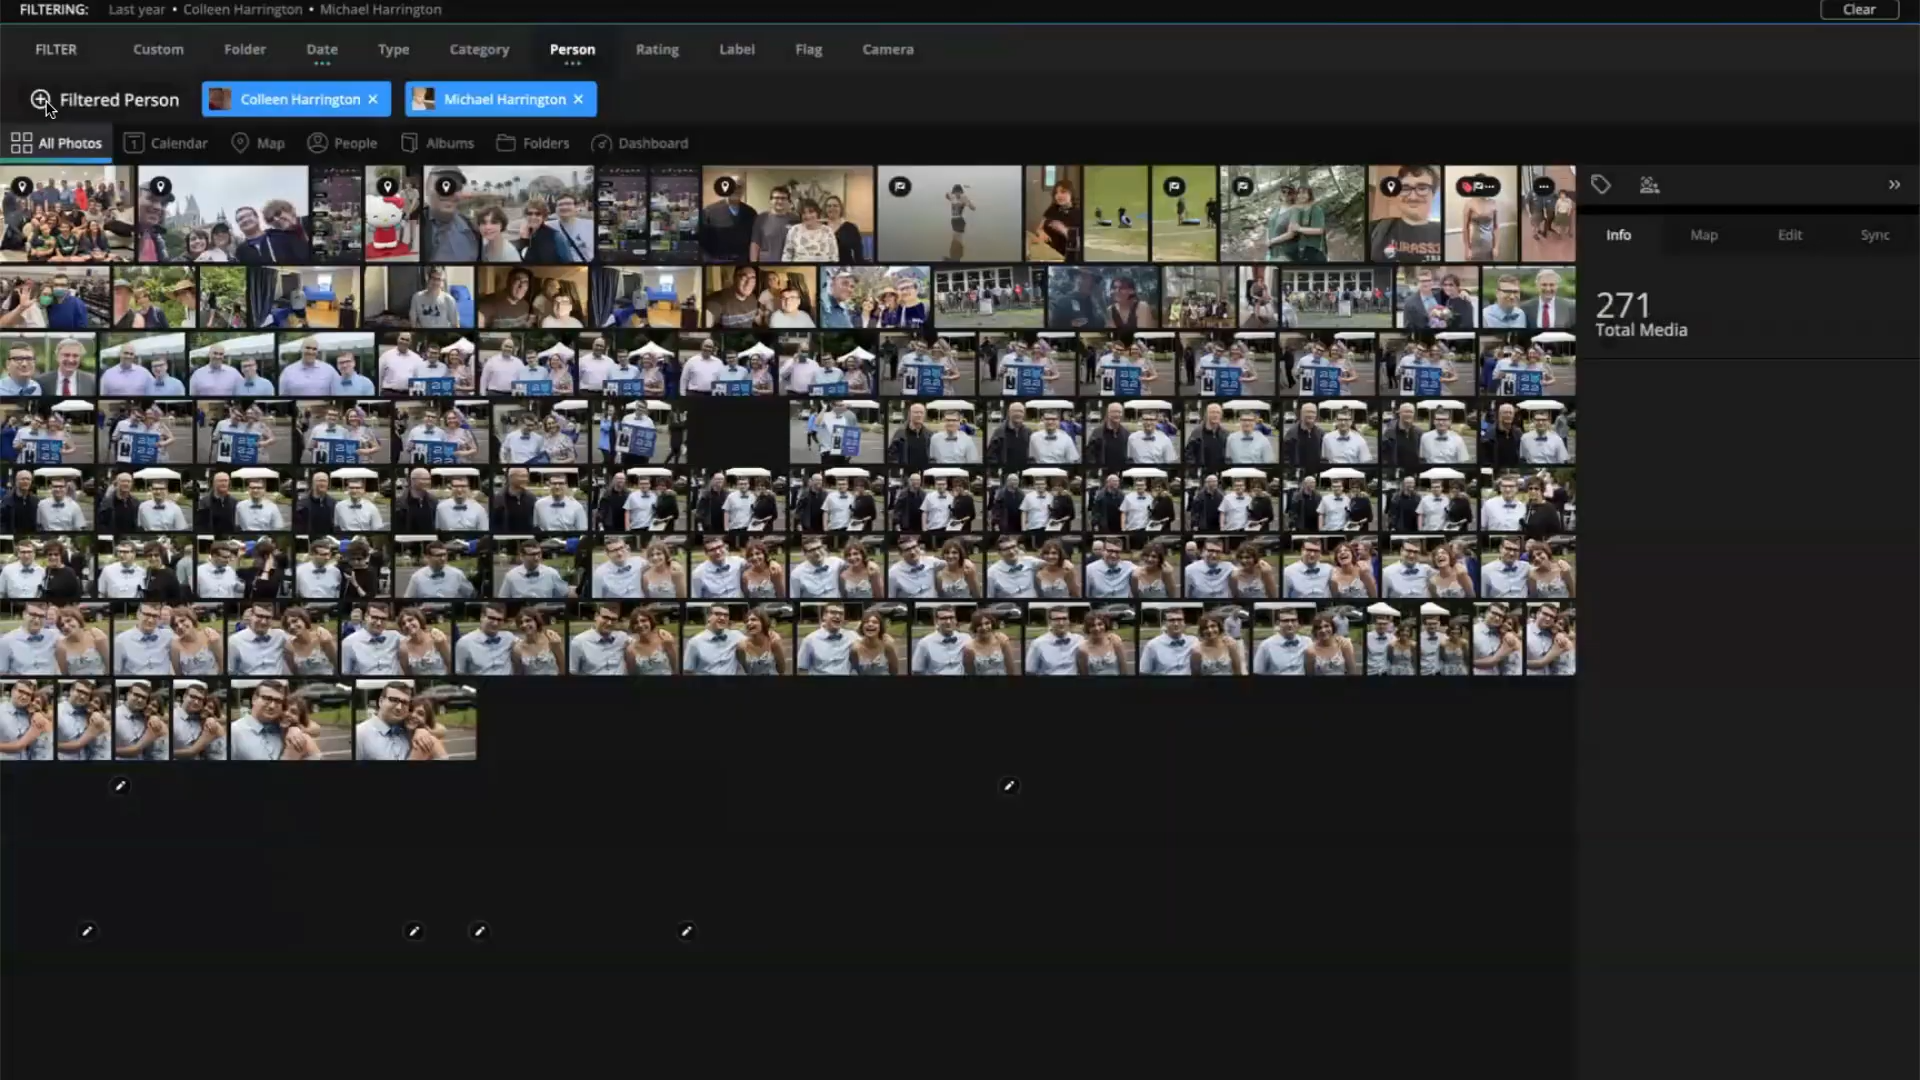 FILTERING: Last year • Colleen Harrington • Michael Harrington Clear
FILTER Custom Folder Date Type Category Person Rating Label Flag Camera
Filtered Person Colleen Harrington × Michael Harrington ×
All Photos 1 Calendar Map People Albums Folders Dashboard
Info Map Edit Sync
271
Total Media